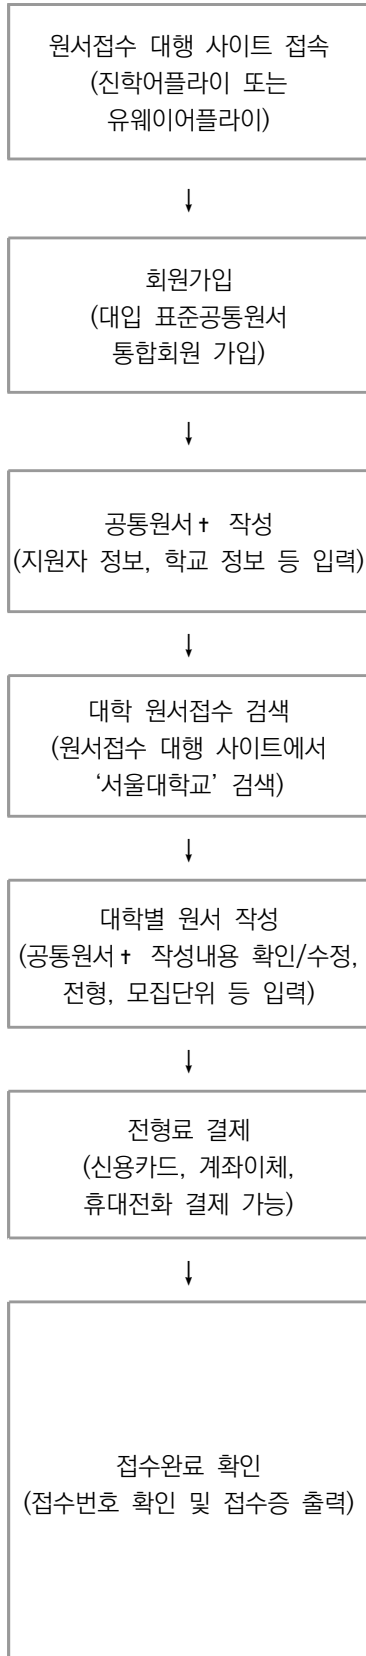 원서접수 대행 사이트 접속
(진학어플라이 또는
유웨이어플라이)
↓
회원가입
(대입 표준공통원서
통합회원 가입)
↓
공통원서✝ 작성
(지원자 정보, 학교 정보 등 입력)
↓
대학 원서접수 검색
(원서접수 대행 사이트에서
‘서울대학교’ 검색)
↓
대학별 원서 작성
(공통원서✝ 작성내용 확인/수정,
전형, 모집단위 등 입력)
↓
전형료 결제
(신용카드, 계좌이체,
휴대전화 결제 가능)
↓
접수완료 확인
(접수번호 확인 및 접수증 출력)